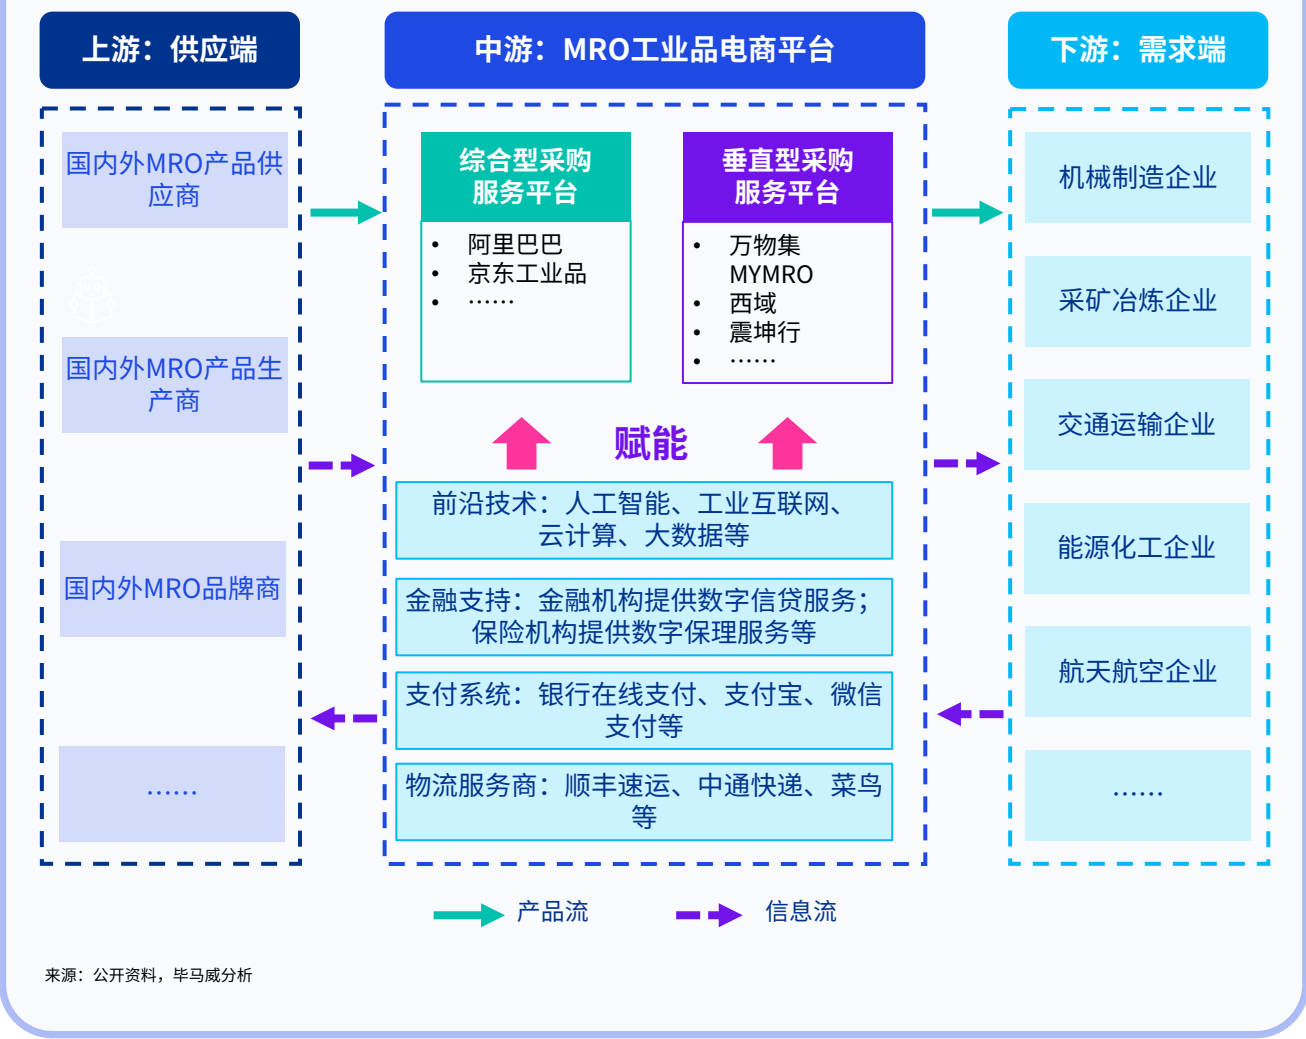 上游：供应端
国内外MRO产品供
应商
国内外MRO产品生
产商
国内外MRO品牌商
……
中游：MRO工业品电商平台
综合型采购
服务平台
• 阿里巴巴
• 京东工业品
• ……
垂直型采购
服务平台
• 万物集
MYMRO
• 西域
• 震坤行
• ……
赋能
前沿技术：人工智能、工业互联网、
云计算、大数据等
金融支持：金融机构提供数字信贷服务；
保险机构提供数字保理服务等
支付系统：银行在线支付、支付宝、微信
支付等
物流服务商：顺丰速运、中通快递、菜鸟
等
下游：需求端
机械制造企业
采矿冶炼企业
交通运输企业
能源化工企业
航天航空企业
……
产品流
信息流
来源：公开资料，毕马威分析